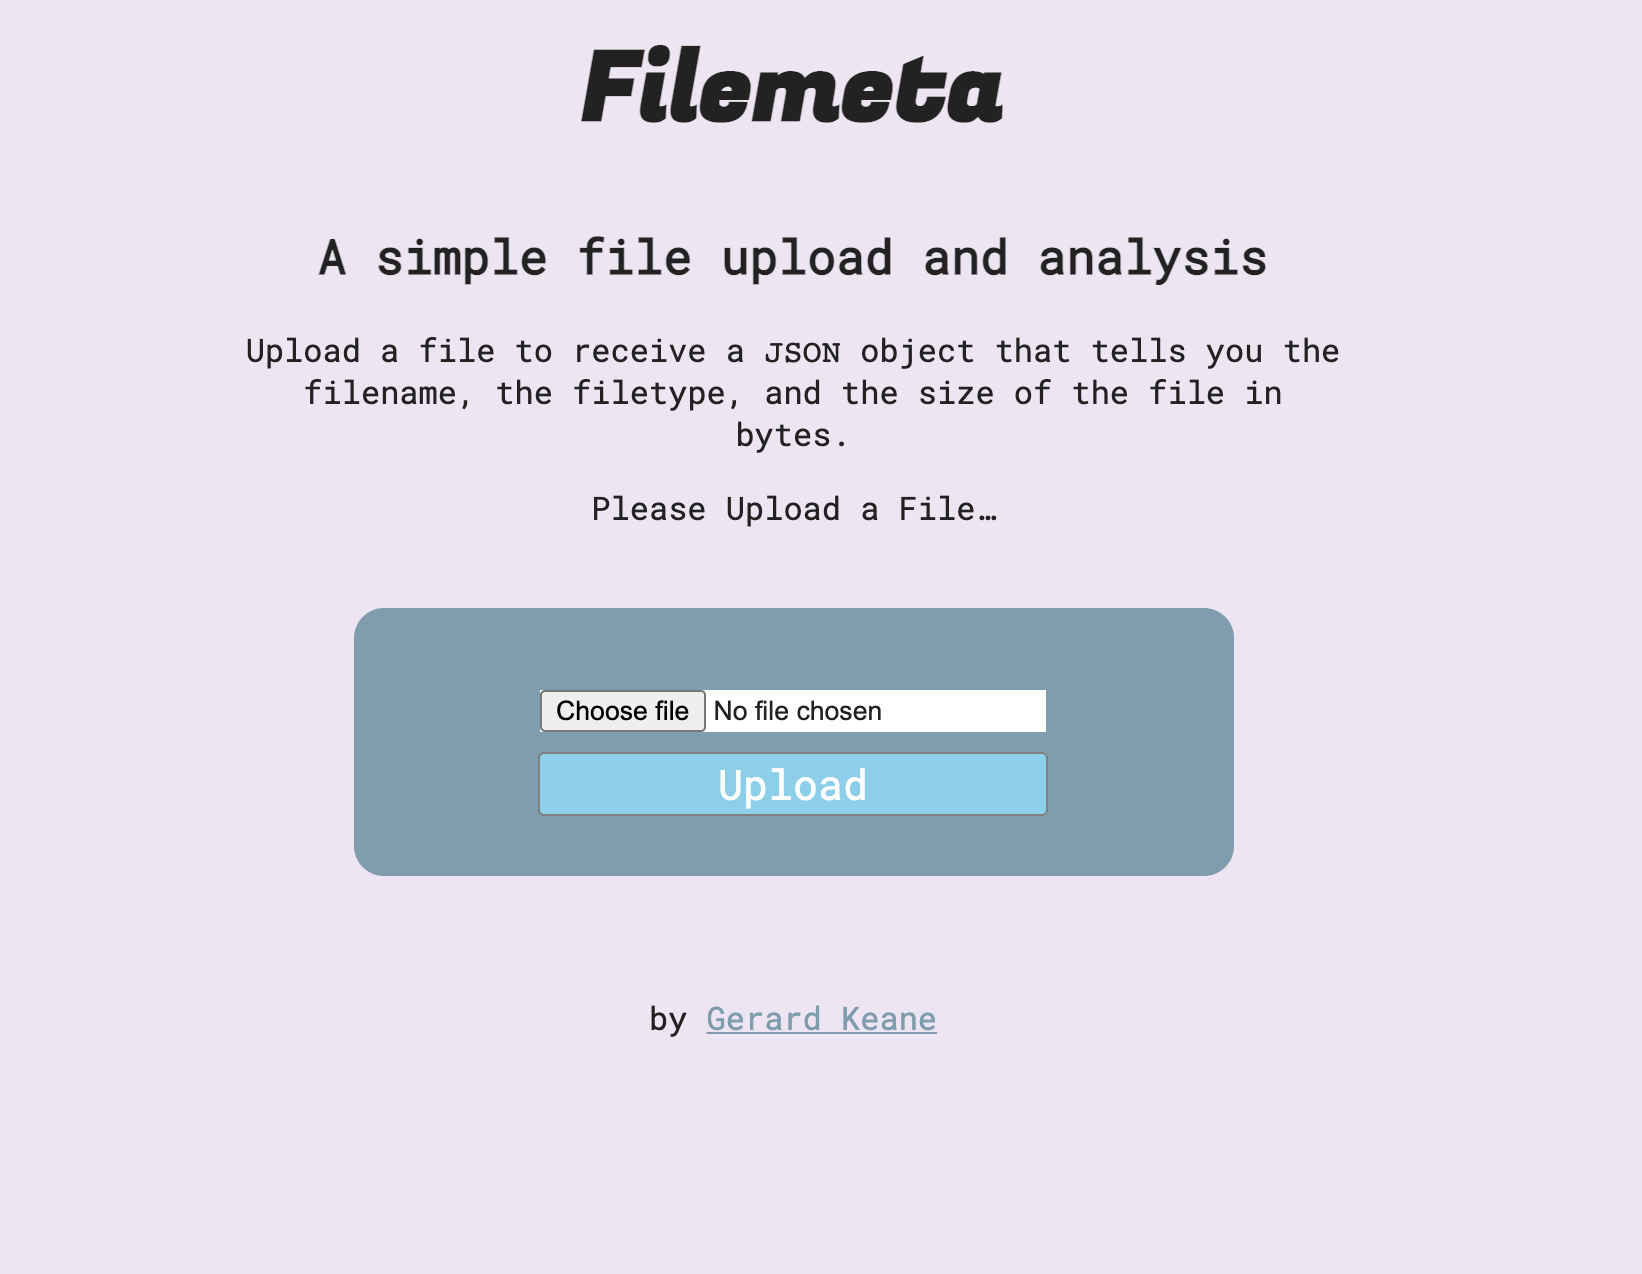 Filemeta
A simple file upload and analysis
Upload a file to receive a JSON object that tells you the
filename, the filetype, and the size of the file in
bytes.
Please Upload a File…
Choose file No file chosen
Upload
by Gerard Keane